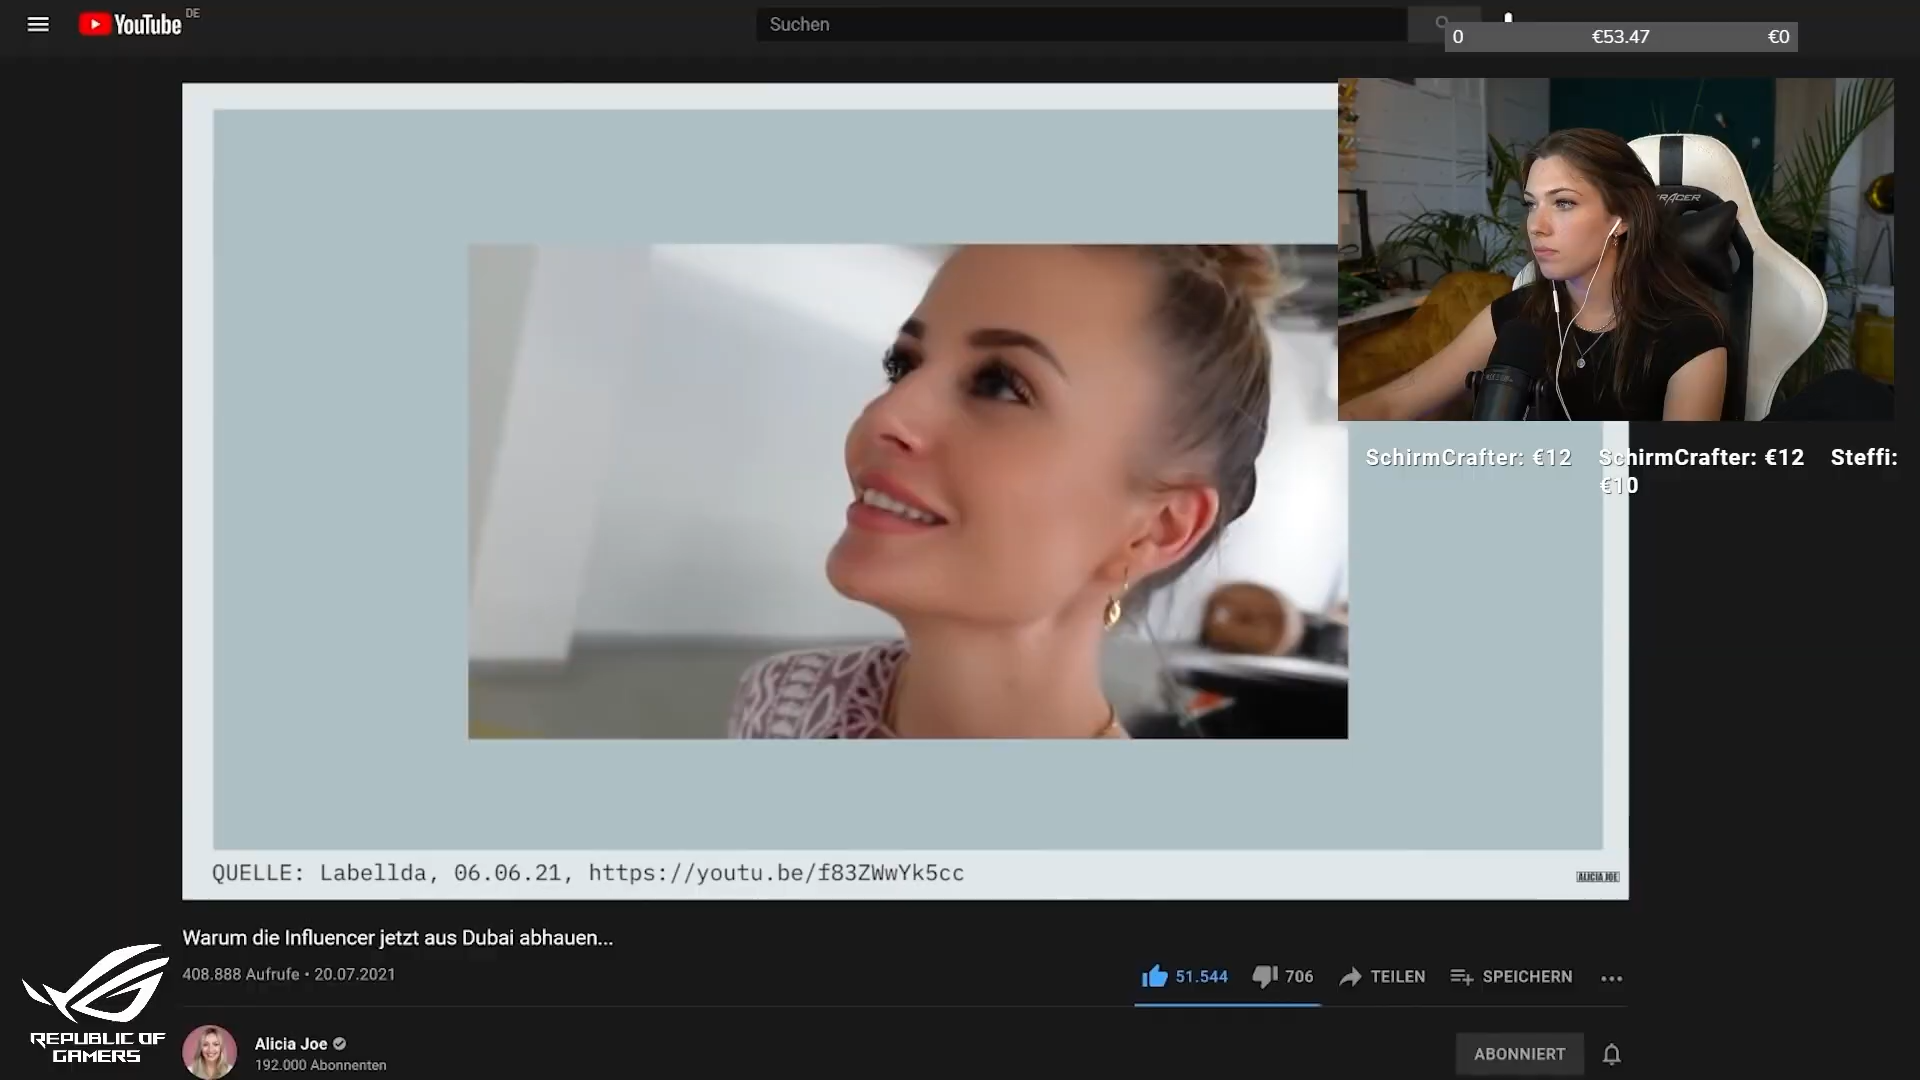 YouTube DE
Suchen
0 €53.47 €0
RACER
SchirmCrafter: €12 SchirmCrafter: €12 Steffi:
€10
QUELLE: Labellda, 06.06.21, https://youtu.be/f83ZWwYk5cc
ALICIA JOE
Warum die Influencer jetzt aus Dubai abhauen...
408.888 Aufrufe • 20.07.2021
51.544 706 TEILEN SPEICHERN
REPUBLIC OF
GAMERS
Alicia Joe
192.000 Abonnenten
ABONNIERT